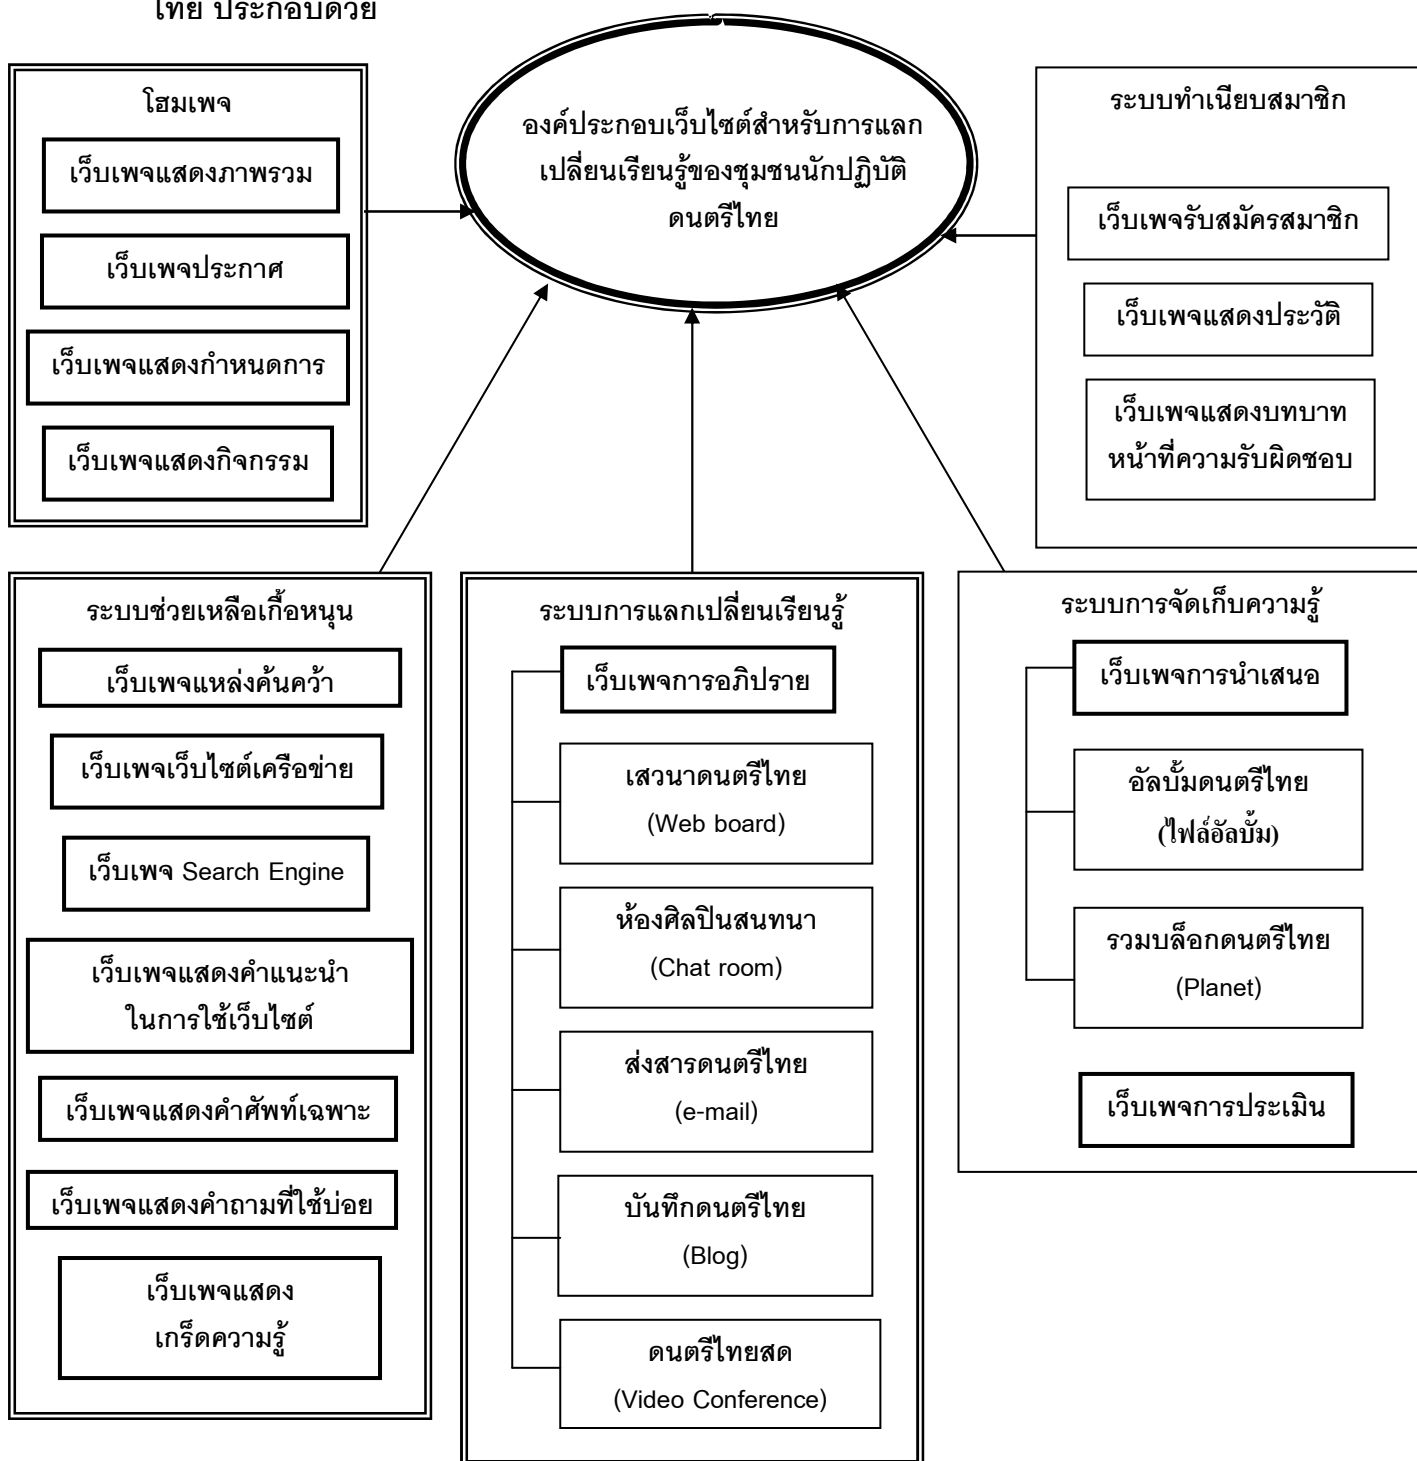 ไทย ประกอบด้วย
องค์ประกอบเว็บไซต์สำหรับการแลก
เปลี่ยนเรียนรู้ของชุมชนนักปฏิบัติ
ดนตรีไทย
โฮมเพจ
เว็บเพจแสดงภาพรวม
เว็บเพจประกาศ
เว็บเพจแสดงกำหนดการ
เว็บเพจแสดงกิจกรรม
ระบบทำเนียบสมาชิก
เว็บเพจรับสมัครสมาชิก
เว็บเพจแสดงประวัติ
เว็บเพจแสดงบทบาท
หน้าที่ความรับผิดชอบ
ระบบช่วยเหลือเกื้อหนุน
เว็บเพจแหล่งค้นคว้า
เว็บเพจเว็บไซต์เครือข่าย
เว็บเพจ Search Engine
เว็บเพจแสดงคำแนะนำ
ในการใช้เว็บไซต์
เว็บเพจแสดงคำศัพท์เฉพาะ
เว็บเพจแสดงคำถามที่ใช้บ่อย
เว็บเพจแสดง
เกร็ดความรู้
ระบบการแลกเปลี่ยนเรียนรู้
เว็บเพจการอภิปราย
เสวนาดนตรีไทย
(Web board)
ห้องศิลปินสนทนา
(Chat room)
ส่งสารดนตรีไทย
(e-mail)
บันทึกดนตรีไทย
(Blog)
ดนตรีไทยสด
(Video Conference)
ระบบการจัดเก็บความรู้
เว็บเพจการนำเสนอ
อัลบั้มดนตรีไทย
(ไฟล์อัลบั้ม)
รวมบล็อกดนตรีไทย
(Planet)
เว็บเพจการประเมิน